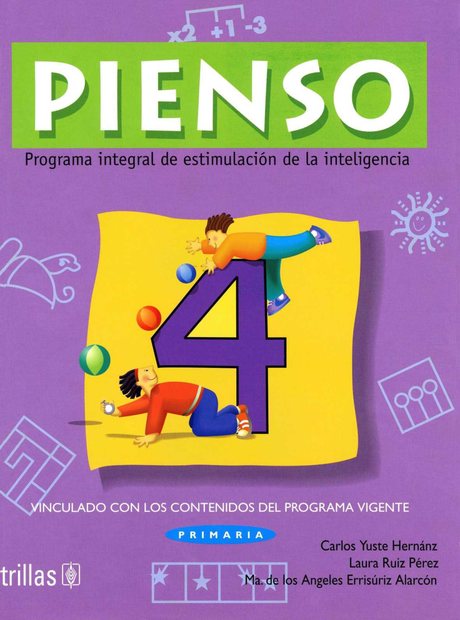 x2 +1 -3
PIENSO
Programa integral de estimulación de la inteligencia
4
VINCULADO CON LOS CONTENIDOS DEL PROGRAMA VIGENTE
PRIMARIA
Carlos Yuste Hernánz
Laura Ruiz Pérez
Ma. de los Angeles Errisúriz Alarcón
trillas